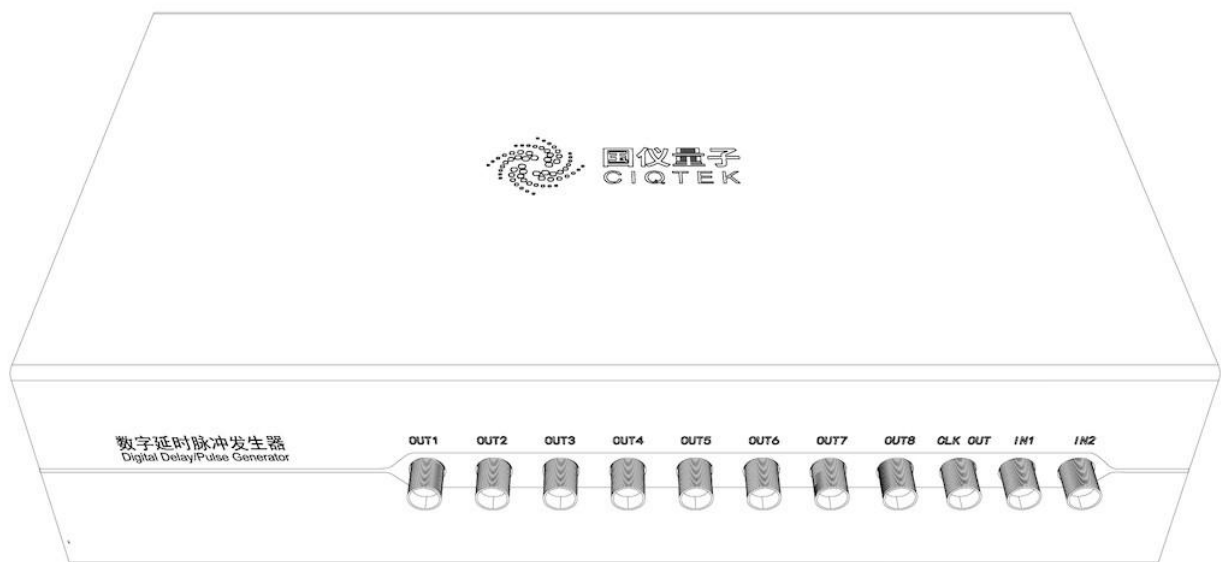 国仪量子
CIQTEK
数字延时脉冲发生器
Digital Delay/Pulse Generator
OUT1 OUT2 OUT3 OUT4 OUT5 OUT6 OUT7 OUT8 CLK OUT IN1 IN2